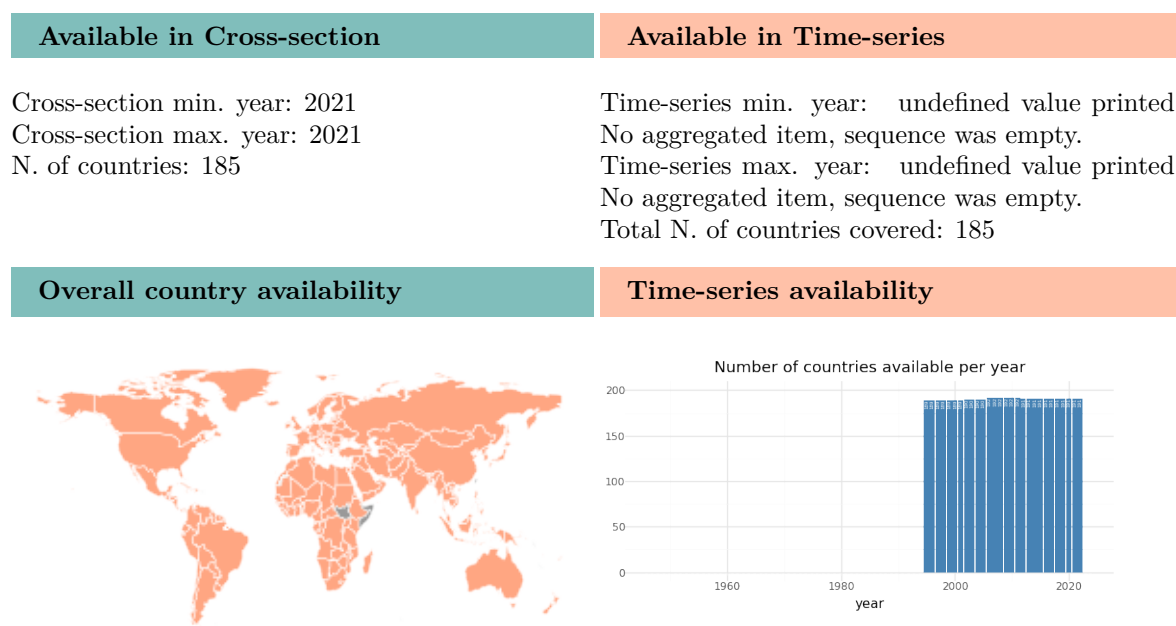 Available in Cross-section
Cross-section min. year: 2021
Cross-section max. year: 2021
N. of countries: 185
Available in Time-series
Time-series min. year: undefined value printed
No aggregated item, sequence was empty.
Time-series max. year: undefined value printed
No aggregated item, sequence was empty.
Total N. of countries covered: 185
Overall country availability
Time-series availability
Number of countries available per year
200
150
100
50
0
1960 1980 2000 2020
year